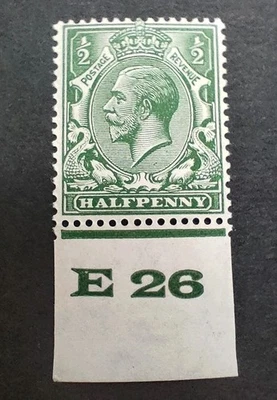 ½ ½
POSTAGE REVENUE
HALFPENNY
E 26